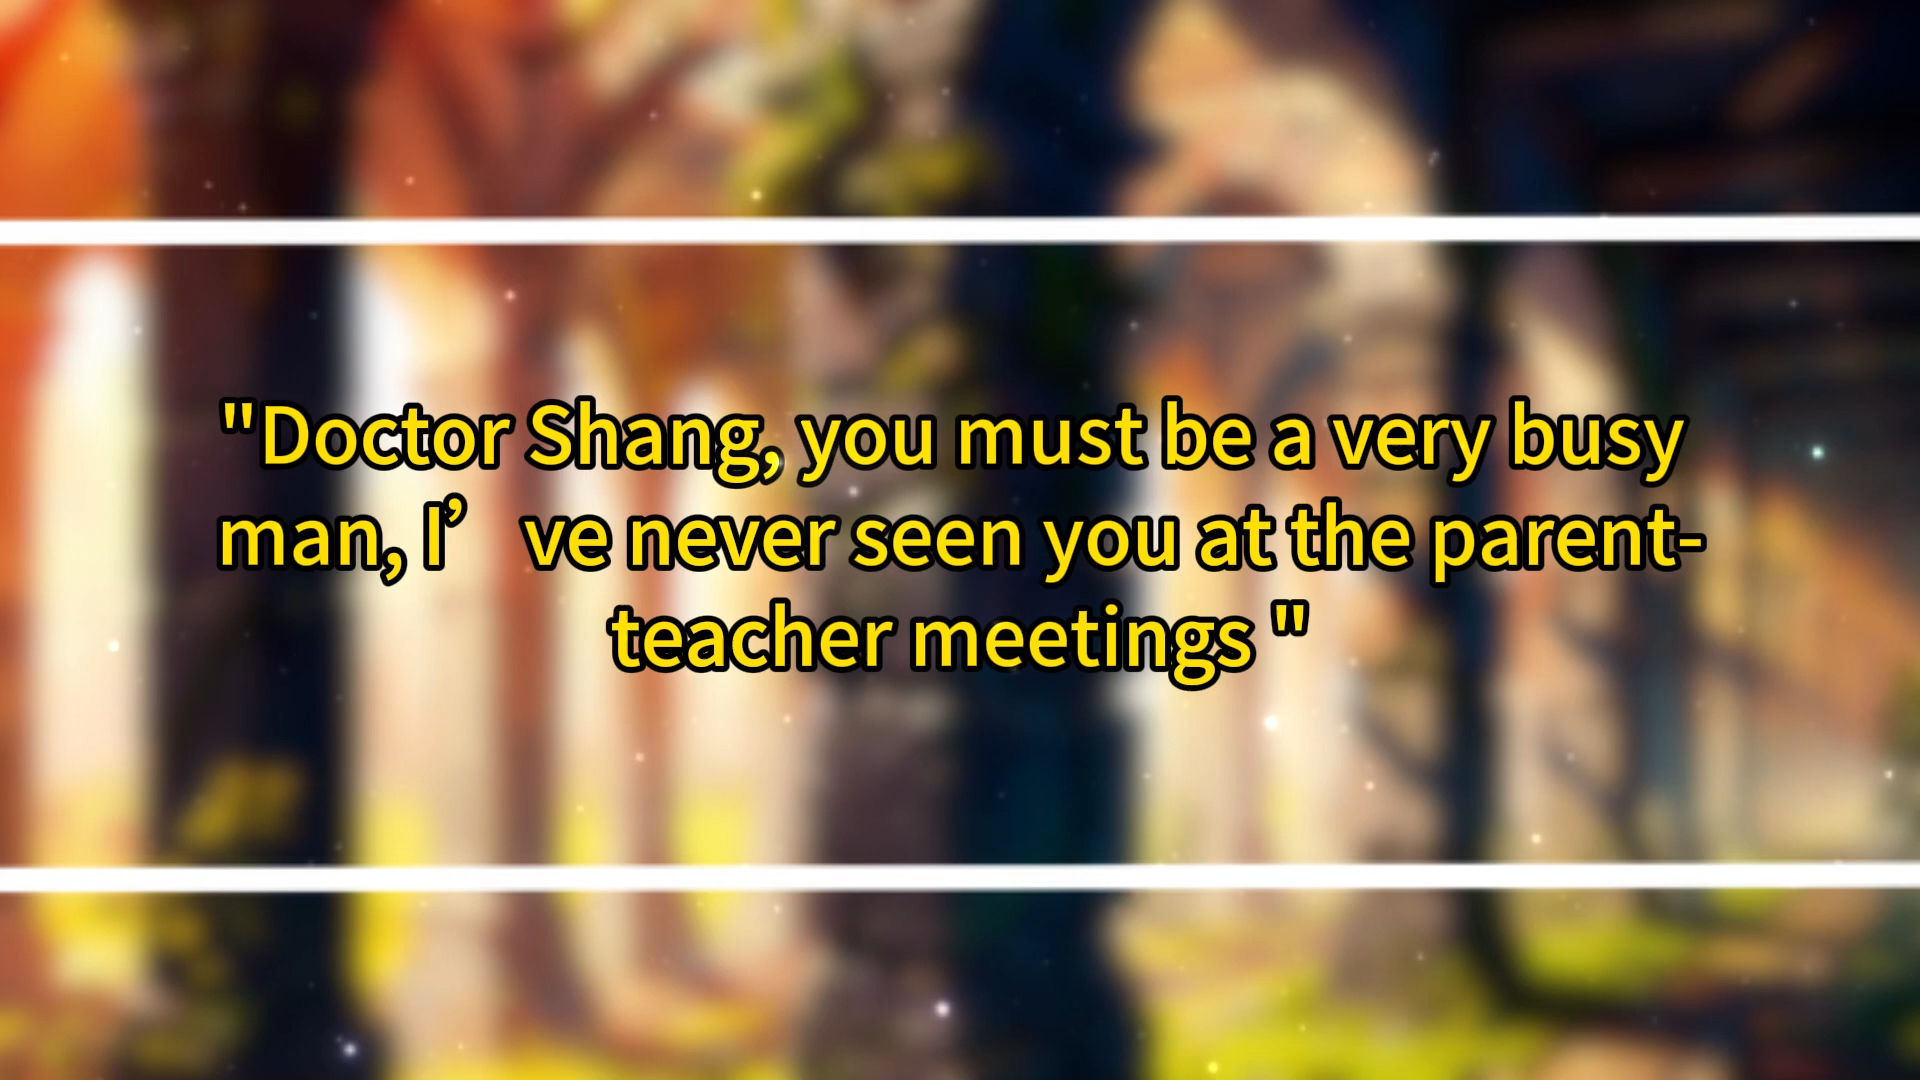 "Doctor Shang, you must be a very busy
man, I’ ve never seen you at the parent-
teacher meetings "